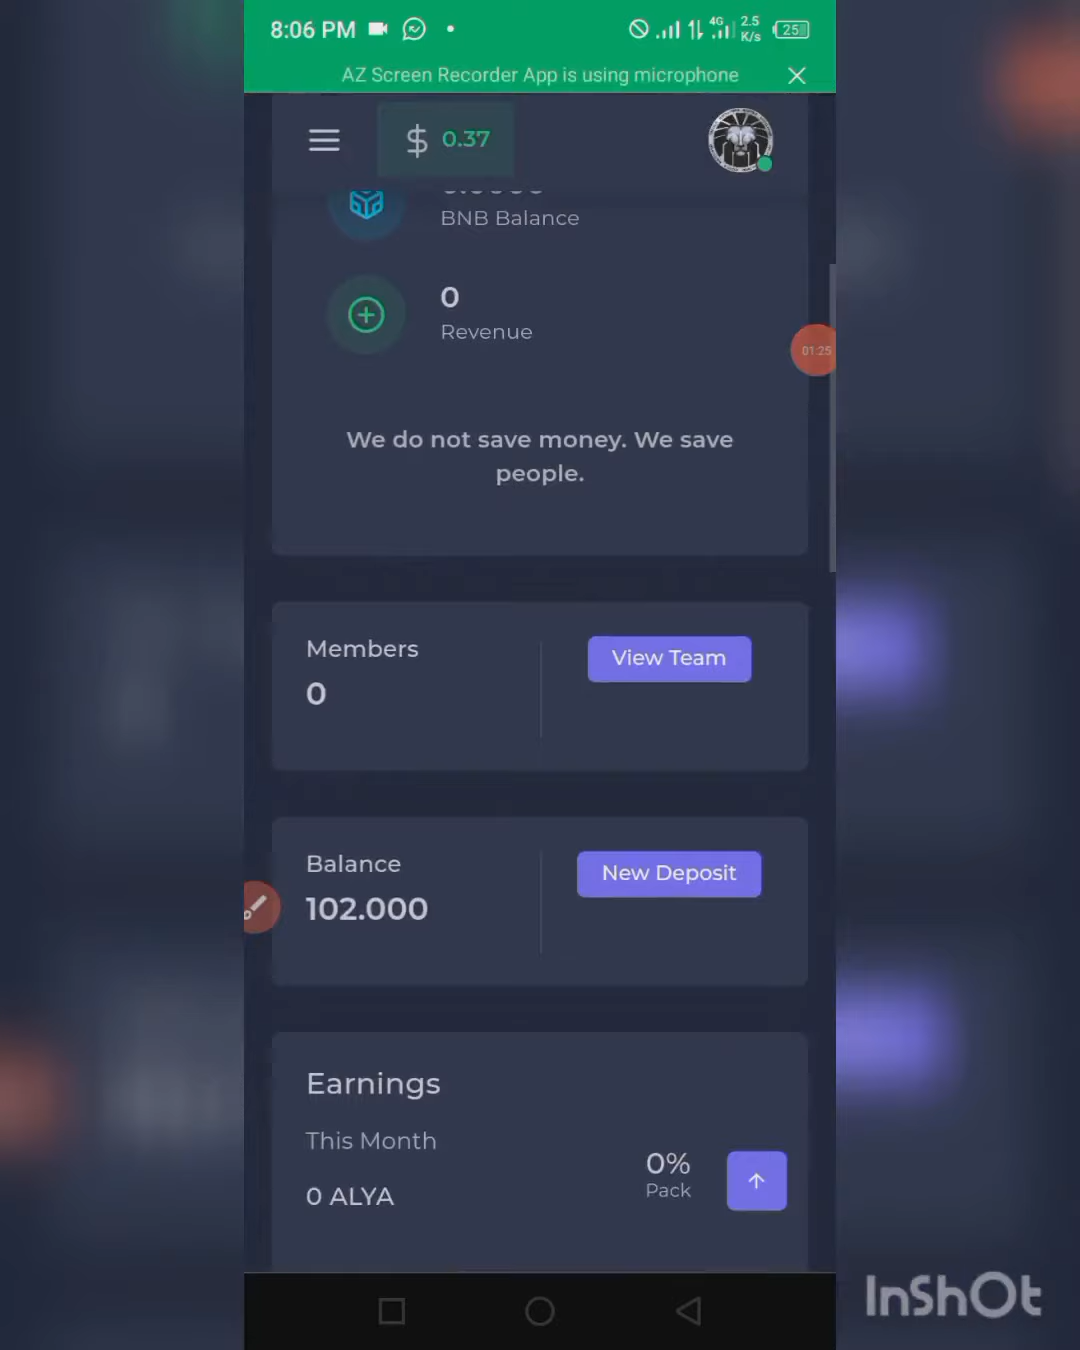 8:06 PM
4G 2.5 K/s 25
AZ Screen Recorder App is using microphone
$ 0.37
BNB Balance
0
Revenue
01:25
We do not save money. We save
people.
Members
0
View Team
Balance
102.000
New Deposit
Earnings
This Month
0 ALYA
0%
Pack
InShOt